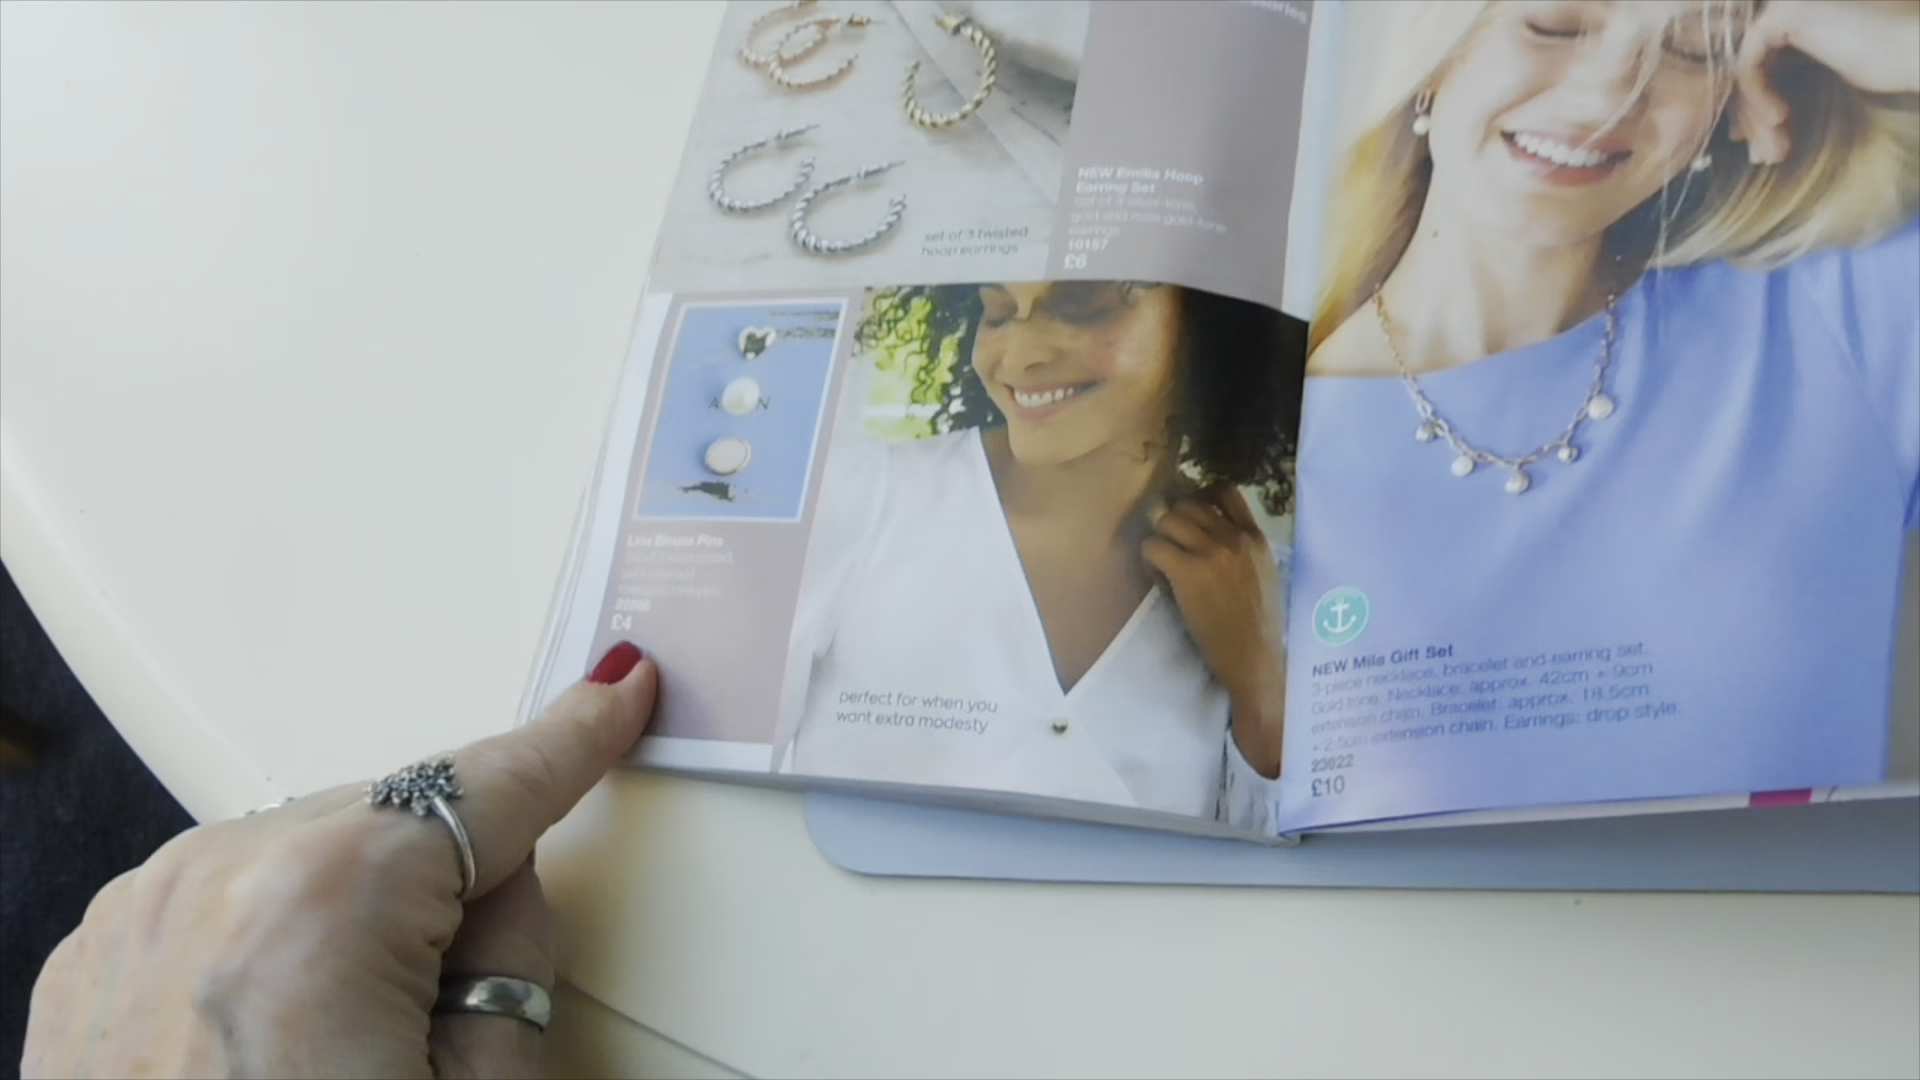 NEW Emilia Hoop
Earring Set
Set of 3 silver-tone,
gold and rose gold-tone
earrings.
10157
£6
set of 3 twisted
hoop earrings
A N
Blouse Pins
£4
perfect for when you
want extra modesty
NEW Mila Gift Set
3-piece necklace, bracelet and earring set.
Gold tone. Necklace: approx. 42cm + 9cm
extension chain. Bracelet: approx. 18.5cm
+ 2.5cm extension chain. Earrings: drop style.
23622
£10